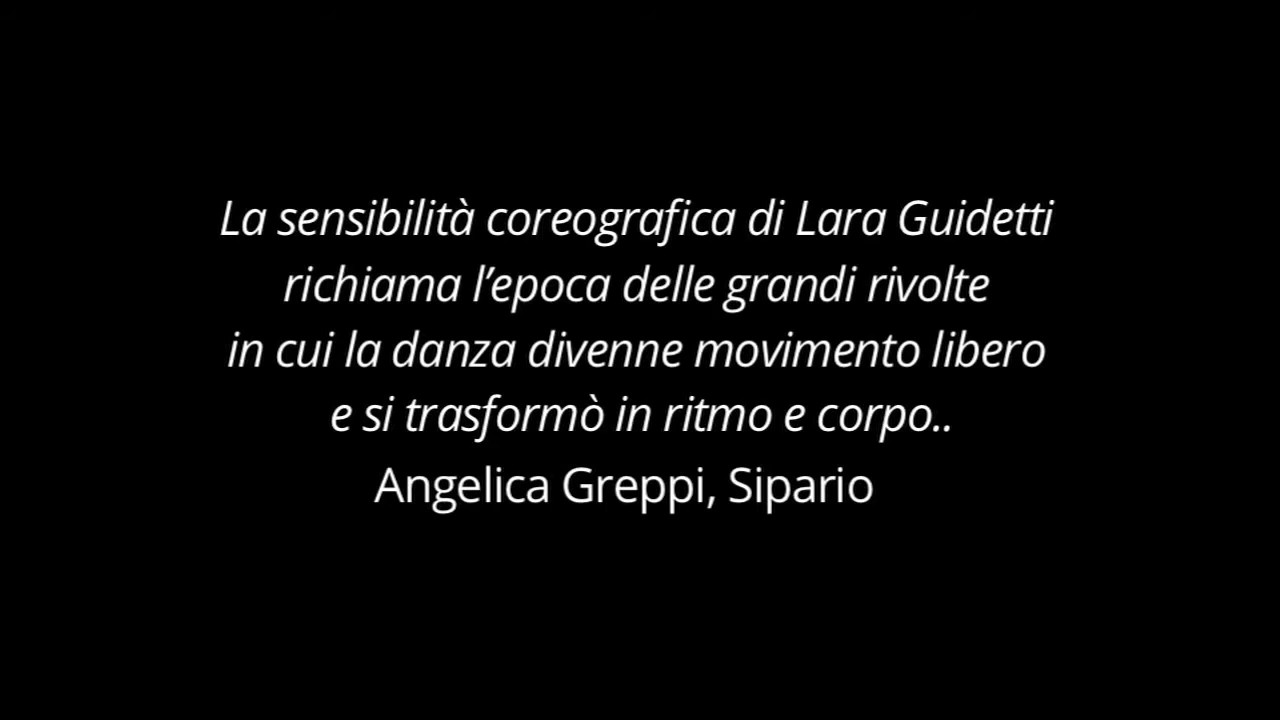 La sensibilità coreografica di Lara Guidetti
richiama l’epoca delle grandi rivolte
in cui la danza divenne movimento libero
e si trasformò in ritmo e corpo..
Angelica Greppi, Sipario